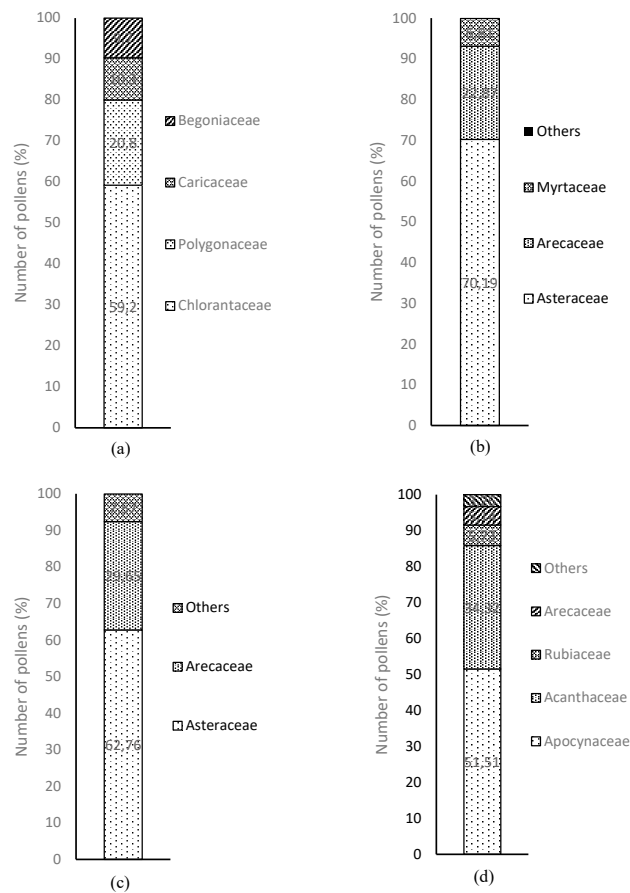 Number of pollens (%)
100
90
80
70
60
50
40
30
20
10
0
20,8
59,2
Begoniaceae
Caricaceae
Polygonaceae
Chlorantaceae
(a)
Number of pollens (%)
100
90
80
70
60
50
40
30
20
10
0
70,19
Others
Myrtaceae
Arecaceae
Asteraceae
(b)
Number of pollens (%)
100
90
80
70
60
50
40
30
20
10
0
62,76
Others
Arecaceae
Asteraceae
(c)
Number of pollens (%)
100
90
80
70
60
50
40
30
20
10
0
51,51
Others
Arecaceae
Rubiaceae
Acanthaceae
Apocynaceae
(d)